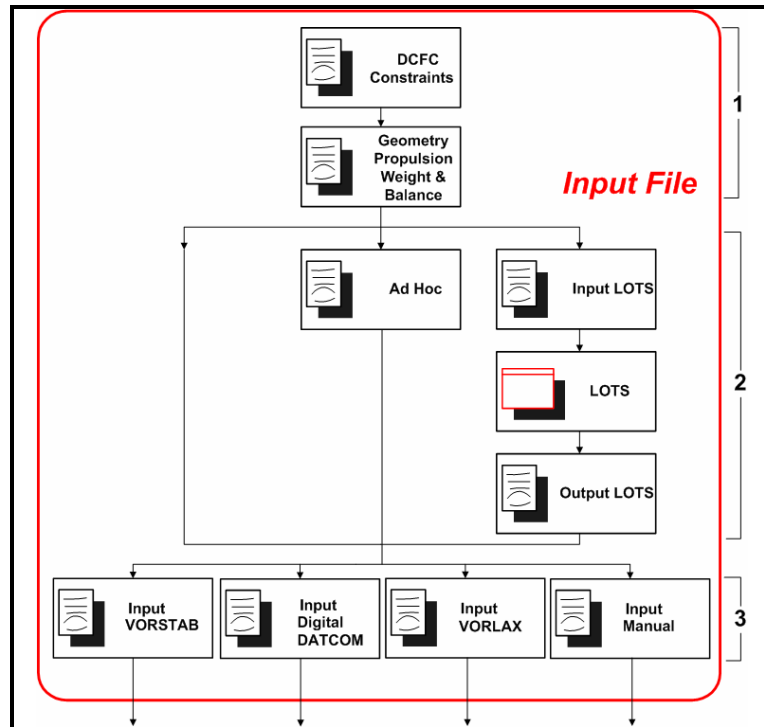 DCFC
Constraints
1
Geometry
Propulsion
Weight &
Balance
Input File
Ad Hoc
Input LOTS
2
LOTS
Output LOTS
Input
VORSTAB
Input
Digital
DATCOM
Input
VORLAX
Input
Manual
3